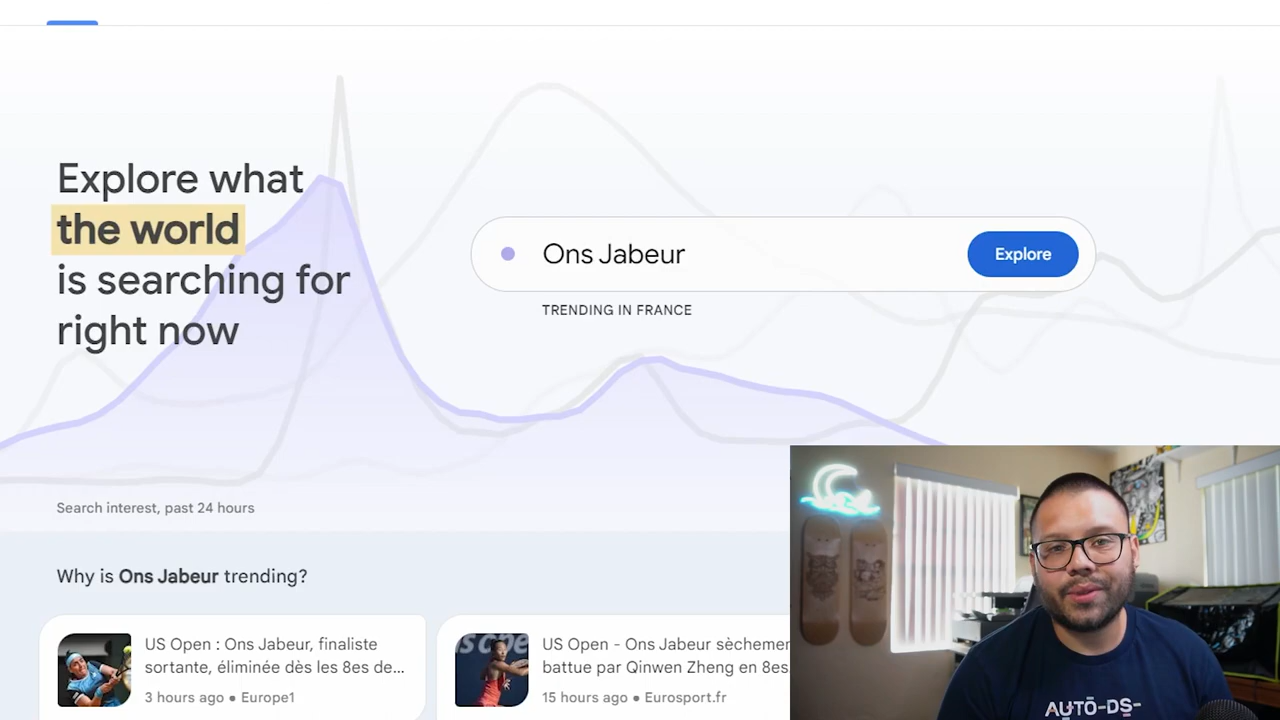 Explore what
the world
is searching for
right now
Ons Jabeur
Explore
TRENDING IN FRANCE
Search interest, past 24 hours
Why is Ons Jabeur trending?
US Open : Ons Jabeur, finaliste
sortante, éliminée dès les 8es de...
3 hours ago • Europe1
US Open - Ons Jabeur sèchemen
battue par Qinwen Zheng en 8es
15 hours ago • Eurosport.fr
AUTO-DS-